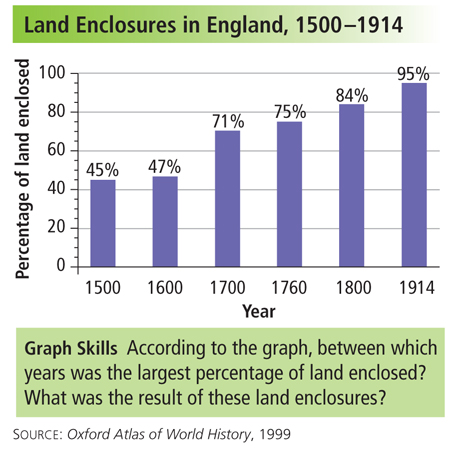 Land Enclosures in England, 1500–1914
Percentage of land enclosed
100
80
60
40
20
0
45%
47%
71%
75%
84%
95%
1500 1600 1700 1760 1800 1914
Year
Graph Skills According to the graph, between which
years was the largest percentage of land enclosed?
What was the result of these land enclosures?
SOURCE: Oxford Atlas of World History, 1999